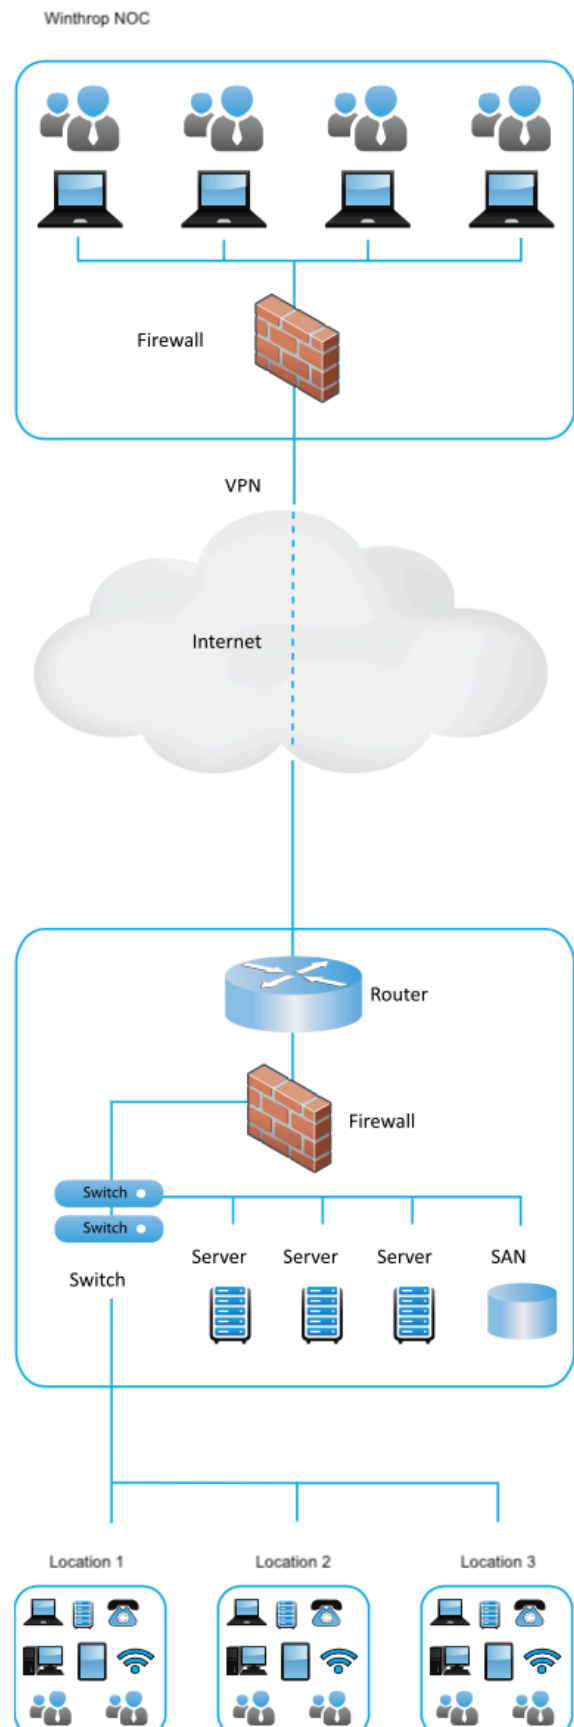 Winthrop NOC
Firewall
VPN
Internet
Router
Firewall
Switch
Switch
Switch
Server
Server
Server
SAN
Location 1
Location 2
Location 3